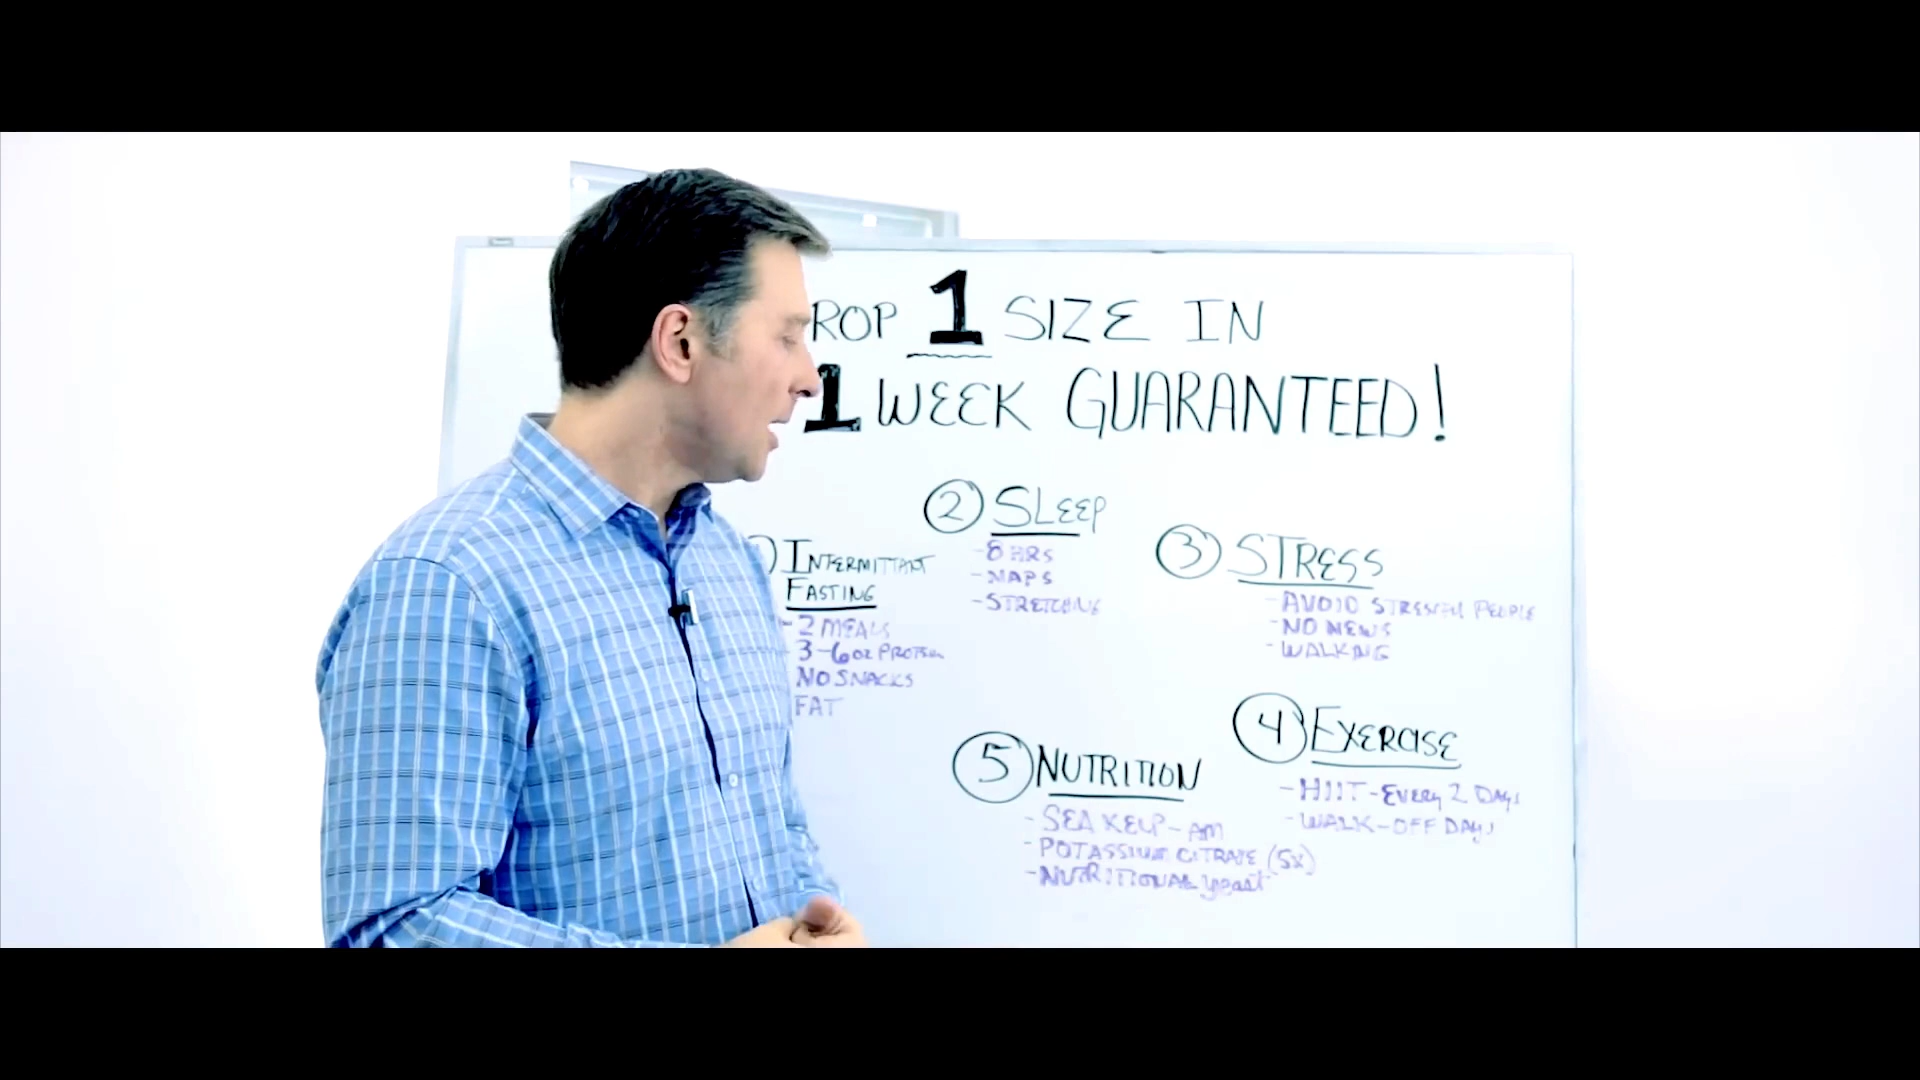 ROP 1 SIZE IN
1 WEEK GUARANTEED!
) INTERMITTANT
FASTING
- 2 MEALS
- 3-6oz PROTEIN
NO SNACKS
FAT
2 SLEEP
- 8 HRS
- NAPS
- STRETCHING
3 STRESS
- AVOID STRESSFUL PEOPLE
- NO NEWS
- WALKING
4 EXERCISE
- HIIT - EVERY 2 DAYS
- WALK - OFF DAYS
5 NUTRITION
- SEA KELP - AM
- POTASSIUM CITRATE (5x)
- NUTRITIONAL YEAST